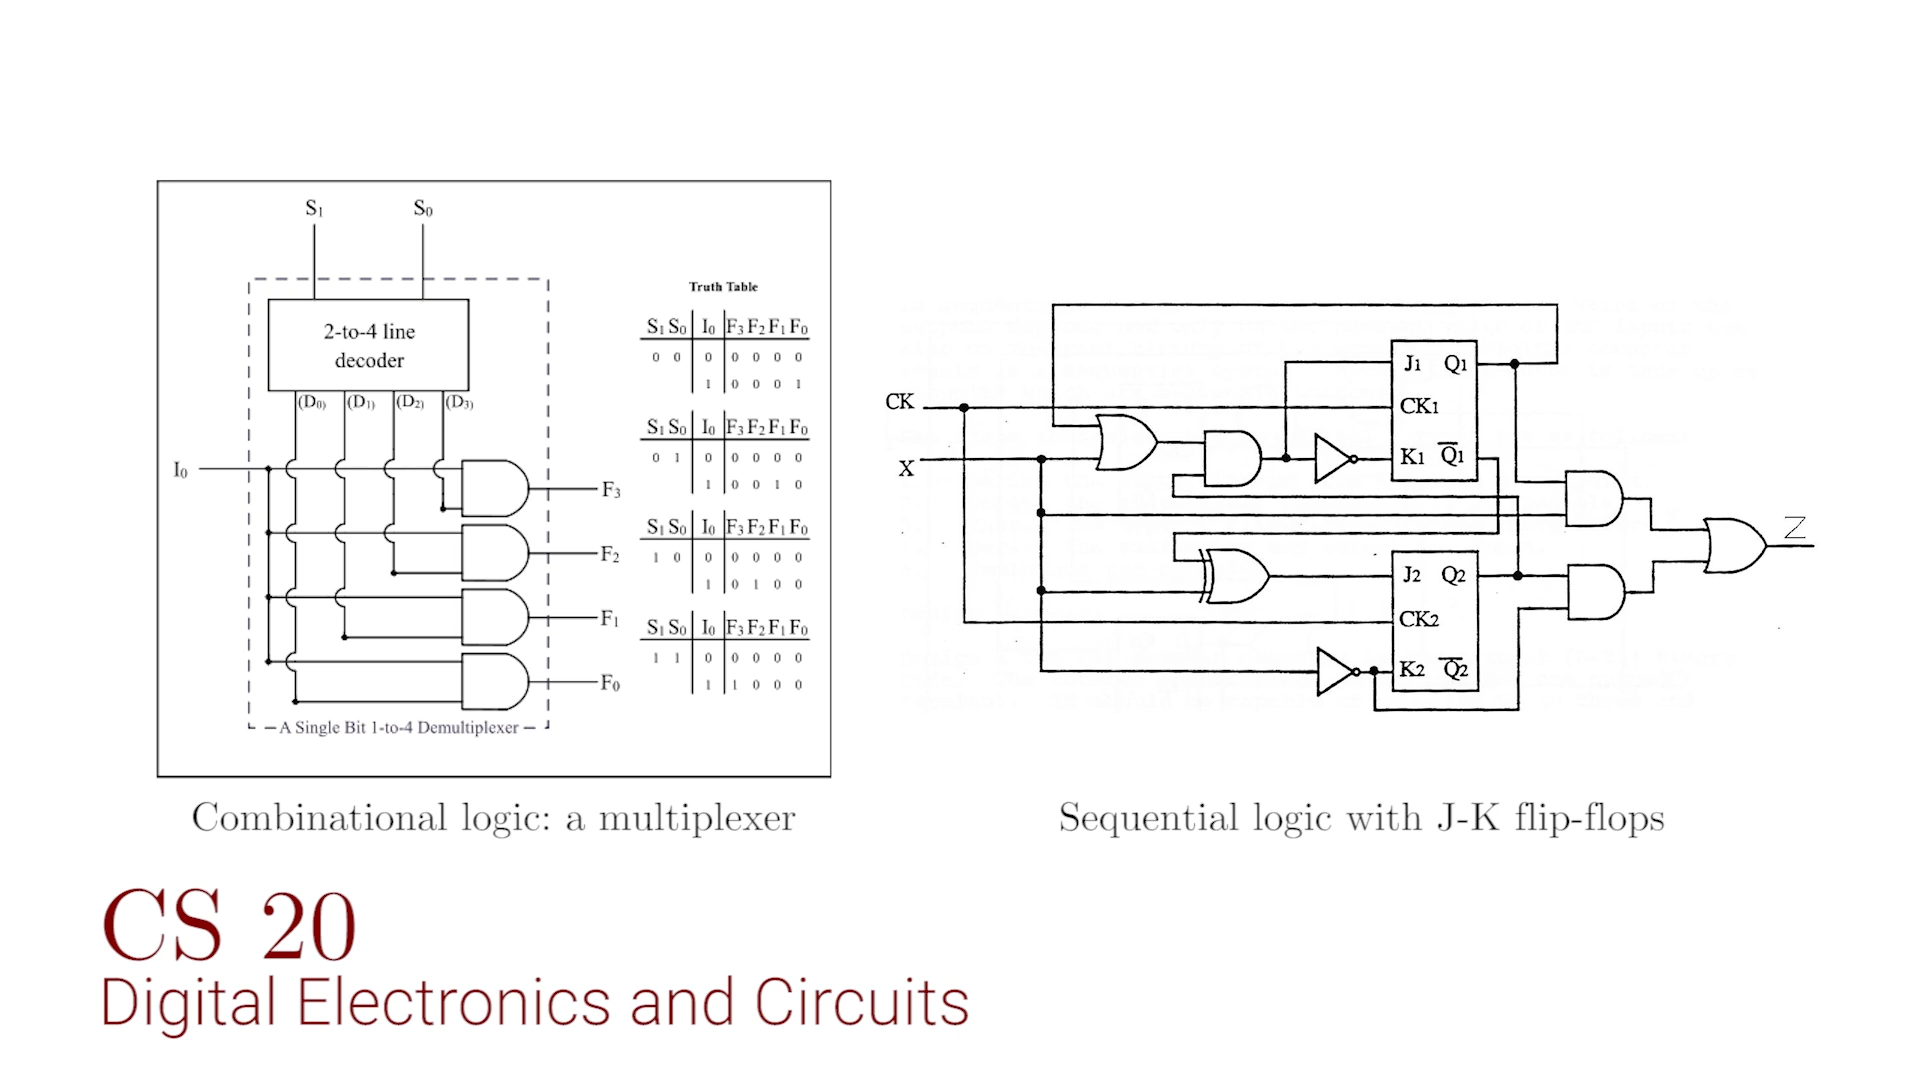 S1 S0
2-to-4 line
decoder
(D0) (D1) (D2) (D3)
I0
F3
F2
F1
F0
A Single Bit 1-to-4 Demultiplexer
Truth Table
S1 S0 I0 F3 F2 F1 F0
0 0 0 0 0 0 0
1 0 0 0 1
S1 S0 I0 F3 F2 F1 F0
0 1 0 0 0 0 0
1 0 0 1 0
S1 S0 I0 F3 F2 F1 F0
1 0 0 0 0 0 0
1 0 1 0 0
S1 S0 I0 F3 F2 F1 F0
1 1 0 0 0 0 0
1 1 0 0 0
Combinational logic: a multiplexer
CK
X
J1 Q1
CK1
K1 Q̅1
J2 Q2
CK2
K2 Q̅2
Z
Sequential logic with J-K flip-flops
CS 20
Digital Electronics and Circuits